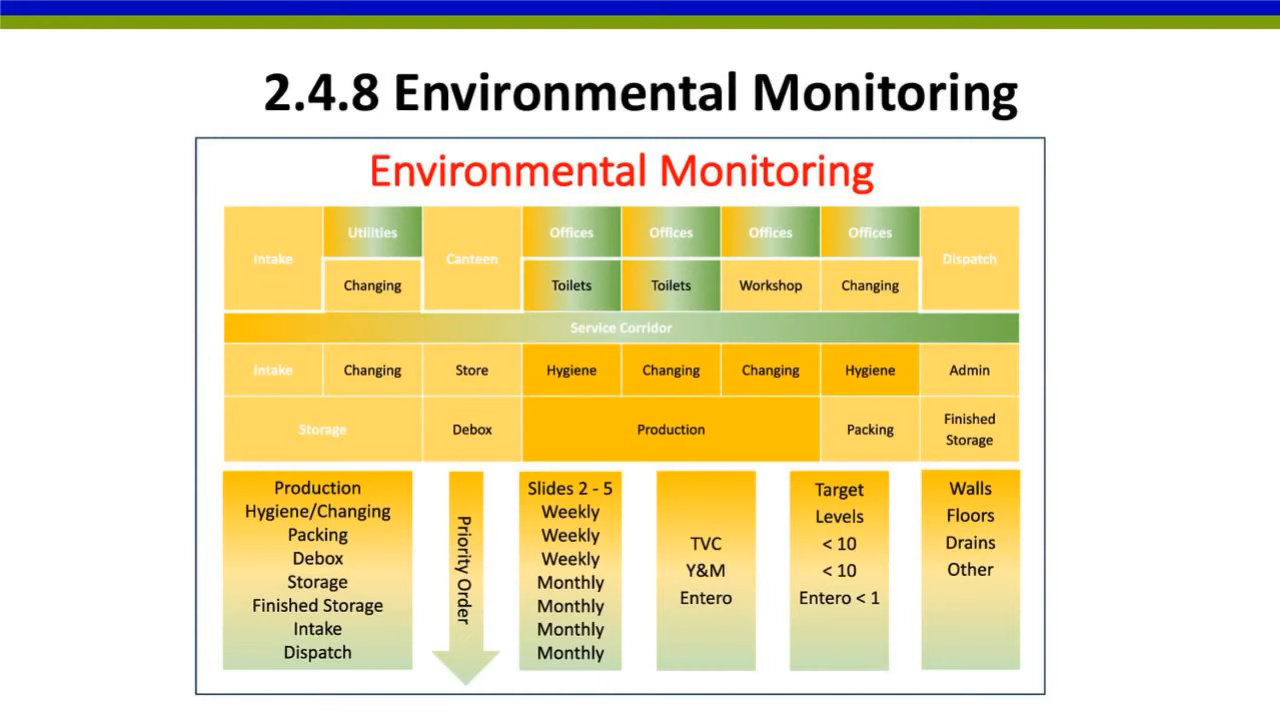 2.4.8 Environmental Monitoring
Environmental Monitoring
Intake
Utilities
Canteen
Offices
Offices
Offices
Offices
Dispatch
Changing
Toilets
Toilets
Workshop
Changing
Service Corridor
Intake
Changing
Store
Hygiene
Changing
Changing
Hygiene
Admin
Storage
Debox
Production
Packing
Finished
Storage
Production
Hygiene/Changing
Packing
Debox
Storage
Finished Storage
Intake
Dispatch
Priority Order
Slides 2 - 5
Weekly
Weekly
Weekly
Monthly
Monthly
Monthly
Monthly
TVC
Y&M
Entero
Target
Levels
< 10
< 10
Entero < 1
Walls
Floors
Drains
Other